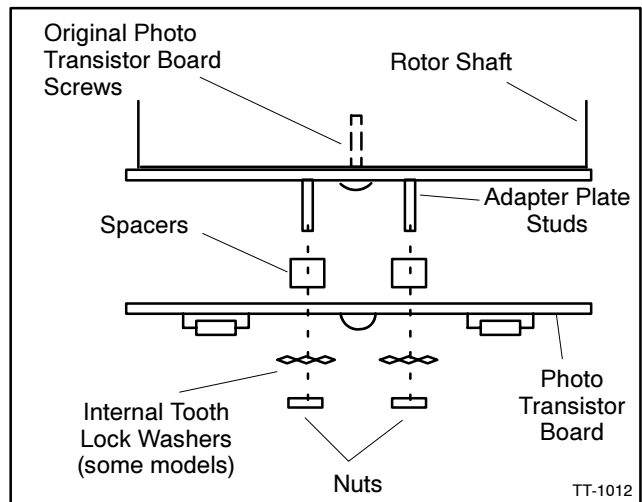 Original Photo
Transistor Board
Screws
Rotor Shaft
Adapter Plate
Studs
Spacers
Internal Tooth
Lock Washers
(some models)
Photo
Transistor
Board
Nuts
TT-1012